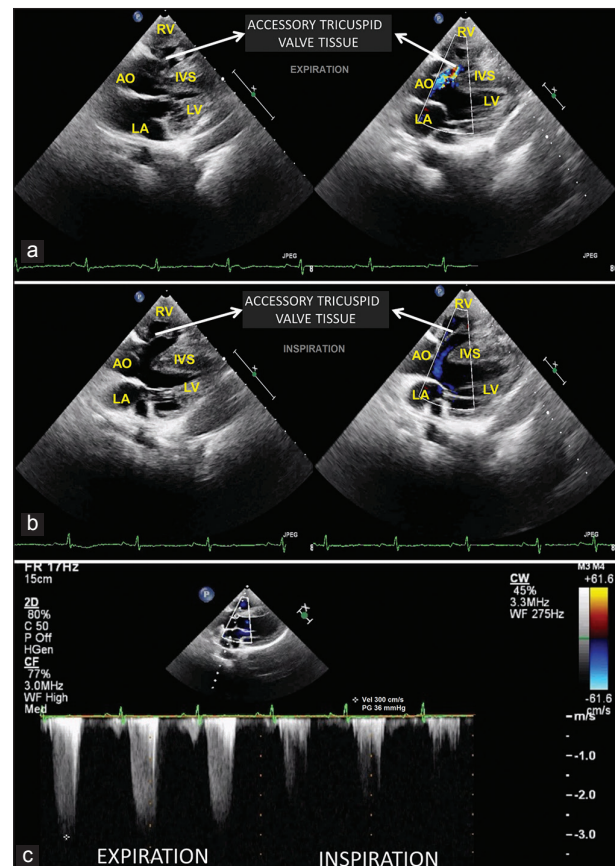 a
P
P
ACCESSORY TRICUSPID
VALVE TISSUE
EXPIRATION
RV
AO
IVS
LV
LA
RV
AO
IVS
LV
LA
JPEG
8
JPEG
80
b
ACCESSORY TRICUSPID
VALVE TISSUE
INSPIRATION
RV
AO
IVS
LV
LA
RV
AO
IVS
LV
LA
JPEG
8
JPEG
8
c
FR 17Hz
15cm
2D
80%
C 50
P Off
HGen
CF
77%
3.0MHz
WF High
Med
P
CW
45%
3.3MHz
WF 275Hz
M3 M4
+61.6
-61.6
cm/s
Vel 300 cm/s
PG 36 mmHg
m/s
-1.0
-2.0
-3.0
EXPIRATION
INSPIRATION